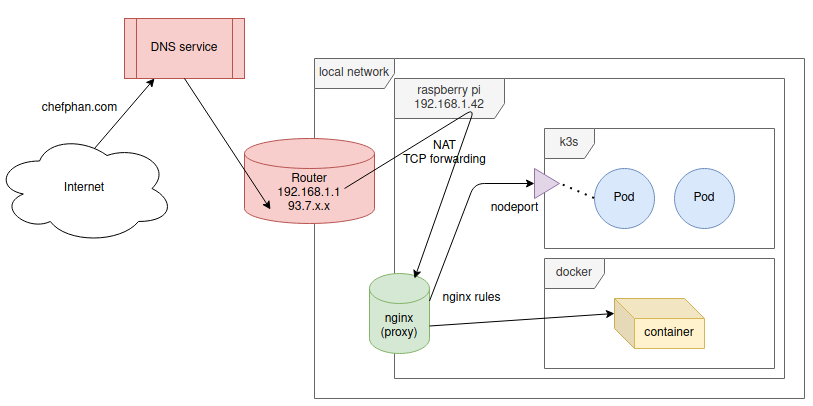 DNS service
local network
raspberry pi
192.168.1.42
chefphan.com
k3s
NAT
TCP forwarding
Router
192.168.1.1
93.7.x.x
Internet
Pod
Pod
nodeport
docker
nginx rules
nginx
(proxy)
container